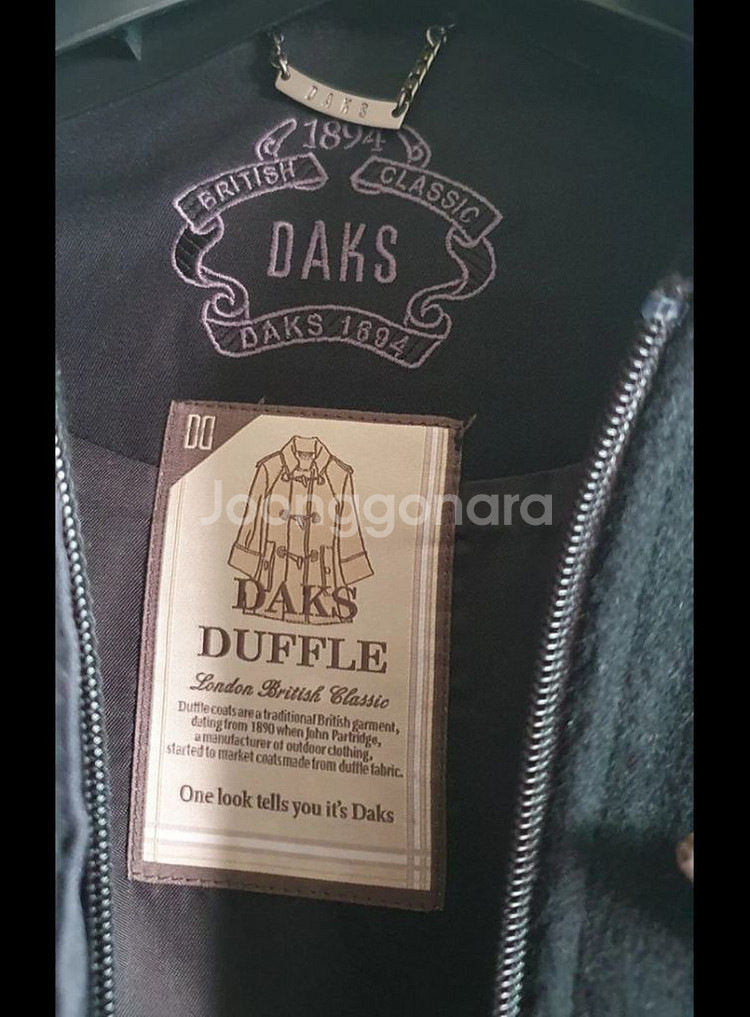 DAKS
1894
BRITISH CLASSIC
DAKS
DAKS 1894
DD
Joonggonara
DAKS
DUFFLE
London British Classic
Duffle coats are a traditional British garment,
dating from 1890 when John Partridge,
a manufacturer of outdoor clothing,
started to market coats made from duffle fabric.
One look tells you it's Daks